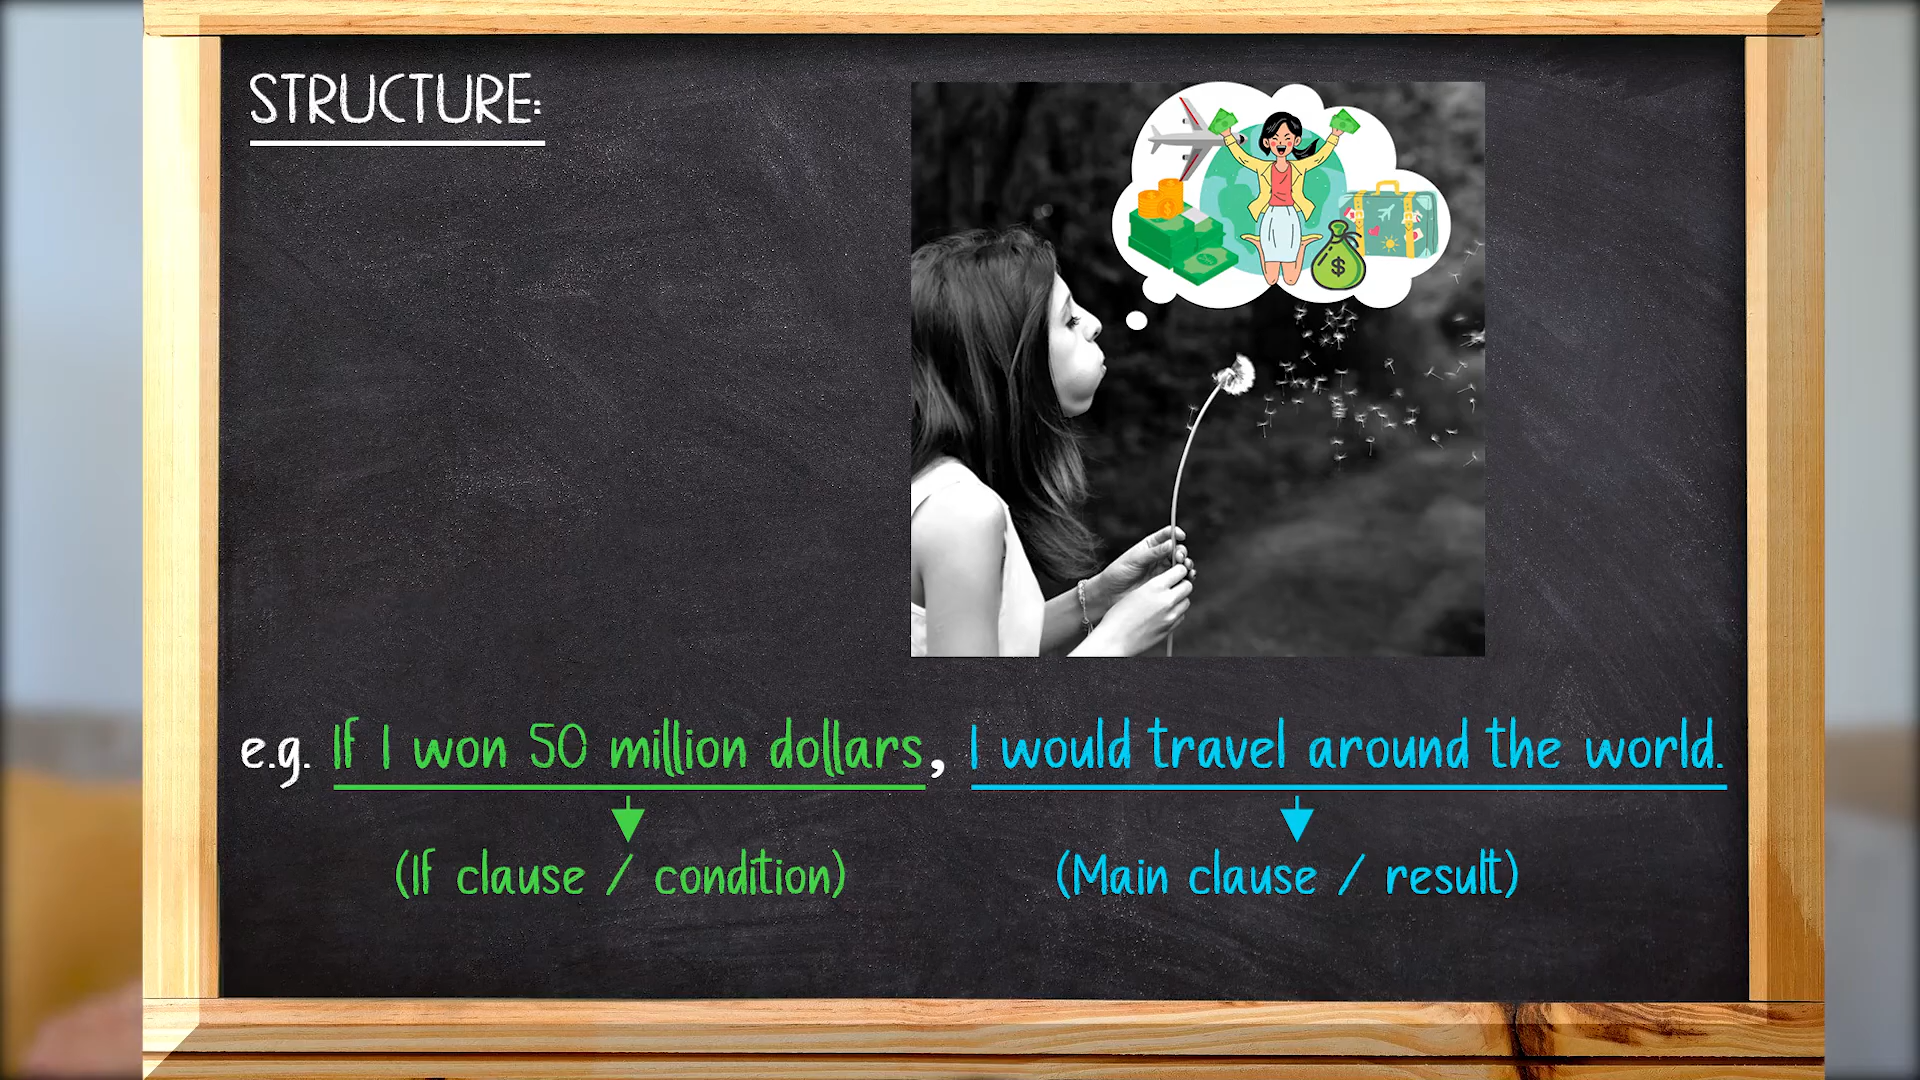 STRUCTURE:
$
e.g. If I won 50 million dollars, I would travel around the world.
(If clause / condition) (Main clause / result)